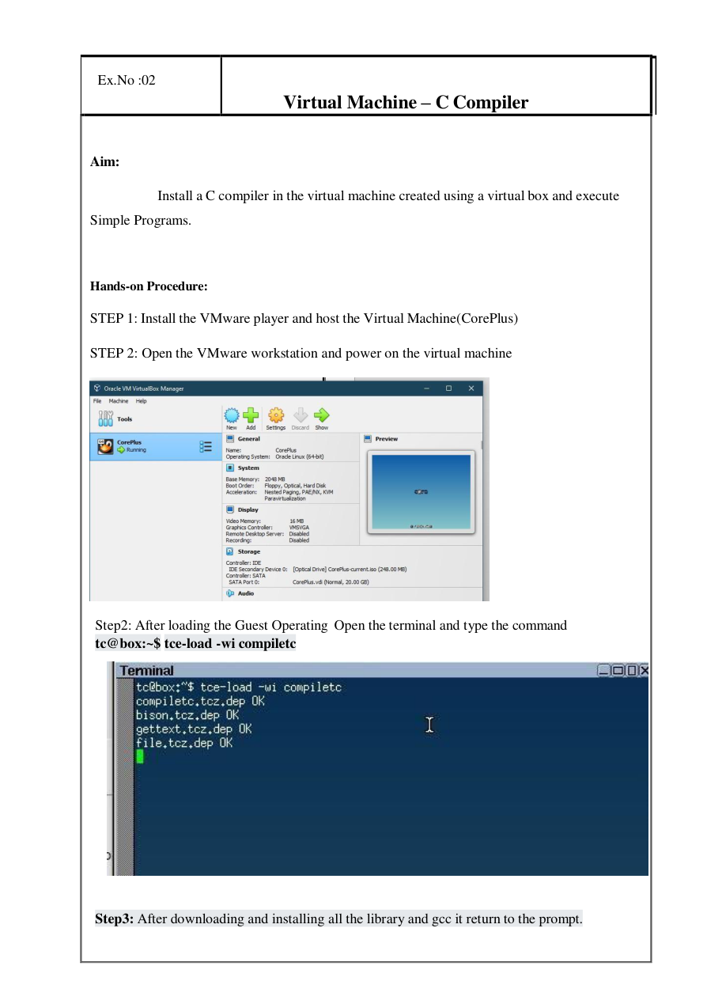 Ex.No :02
Virtual Machine – C Compiler
Aim:
Install a C compiler in the virtual machine created using a virtual box and execute
Simple Programs.
Hands-on Procedure:
STEP 1: Install the VMware player and host the Virtual Machine(CorePlus)
STEP 2: Open the VMware workstation and power on the virtual machine
Oracle VM VirtualBox Manager
File Machine Help
Tools
New Add Settings Discard Show
CorePlus
Running
General
Name: CorePlus
Operating System: Oracle Linux (64-bit)
System
Base Memory: 2048 MB
Boot Order: Floppy, Optical, Hard Disk
Acceleration: Nested Paging, PAE/NX, KVM
Paravirtualization
Display
Video Memory: 16 MB
Graphics Controller: VMSVGA
Remote Desktop Server: Disabled
Recording: Disabled
Storage
Controller: IDE
IDE Secondary Device 0: [Optical Drive] CorePlus-current.iso (248.00 MB)
Controller: SATA
SATA Port 0: CorePlus.vdi (Normal, 20.00 GB)
Audio
Preview
Step2: After loading the Guest Operating Open the terminal and type the command
tc@box:~$ tce-load -wi compiletc
Terminal
tc@box:~$ tce-load -wi compiletc
compiletc.tcz.dep OK
bison.tcz.dep OK
gettext.tcz.dep OK
file.tcz.dep OK
Step3: After downloading and installing all the library and gcc it return to the prompt.